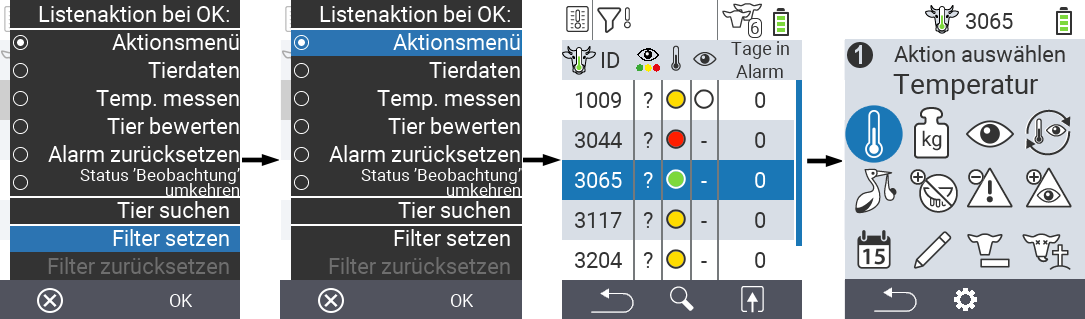 Listenaktion bei OK:
Aktionsmenü
Tierdaten
Temp. messen
Tier bewerten
Alarm zurücksetzen
Status 'Beobachtung'
umkehren
Tier suchen
Filter setzen
Filter zurücksetzen
OK
Listenaktion bei OK:
Aktionsmenü
Tierdaten
Temp. messen
Tier bewerten
Alarm zurücksetzen
Status 'Beobachtung'
umkehren
Tier suchen
Filter setzen
Filter zurücksetzen
OK
6
ID Tage in
Alarm
1009 ? 0
3044 ? - 0
3065 ? - 0
3117 ? - 0
3204 ? - 0
3065
1 Aktion auswählen
Temperatur
kg
15